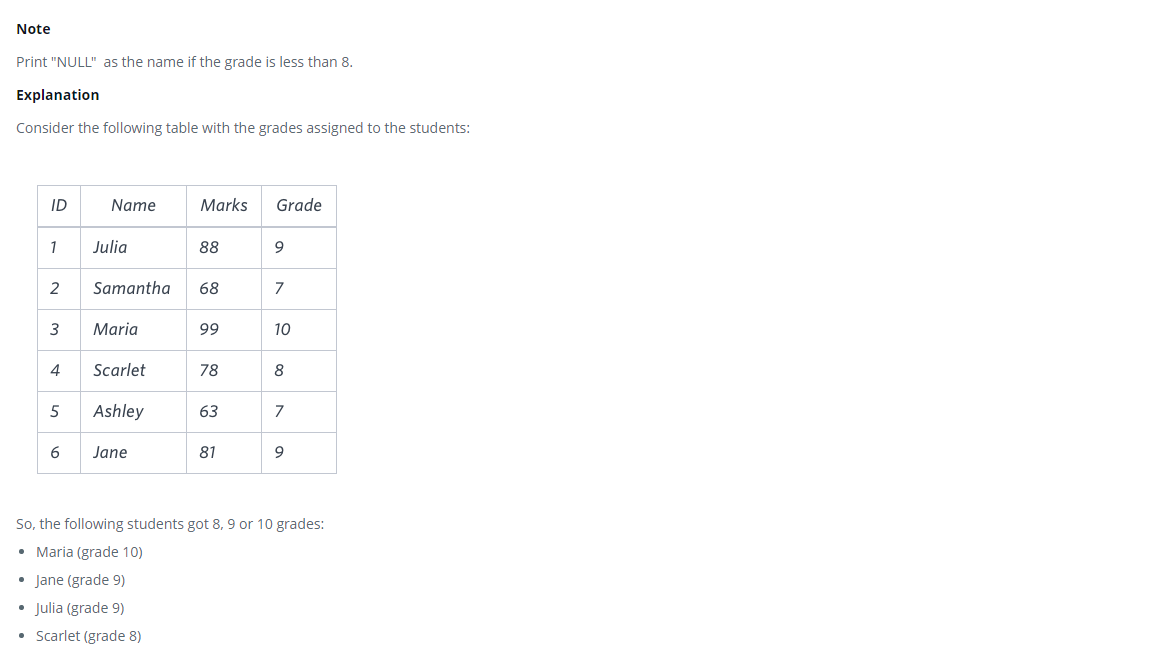 Note
Print "NULL"  as the name if the grade is less than 8.
Explanation
Consider the following table with the grades assigned to the students:
ID Name Marks Grade
1 Julia 88 9
2 Samantha 68 7
3 Maria 99 10
4 Scarlet 78 8
5 Ashley 63 7
6 Jane 81 9
So, the following students got 8, 9 or 10 grades:
• Maria (grade 10)
• Jane (grade 9)
• Julia (grade 9)
• Scarlet (grade 8)